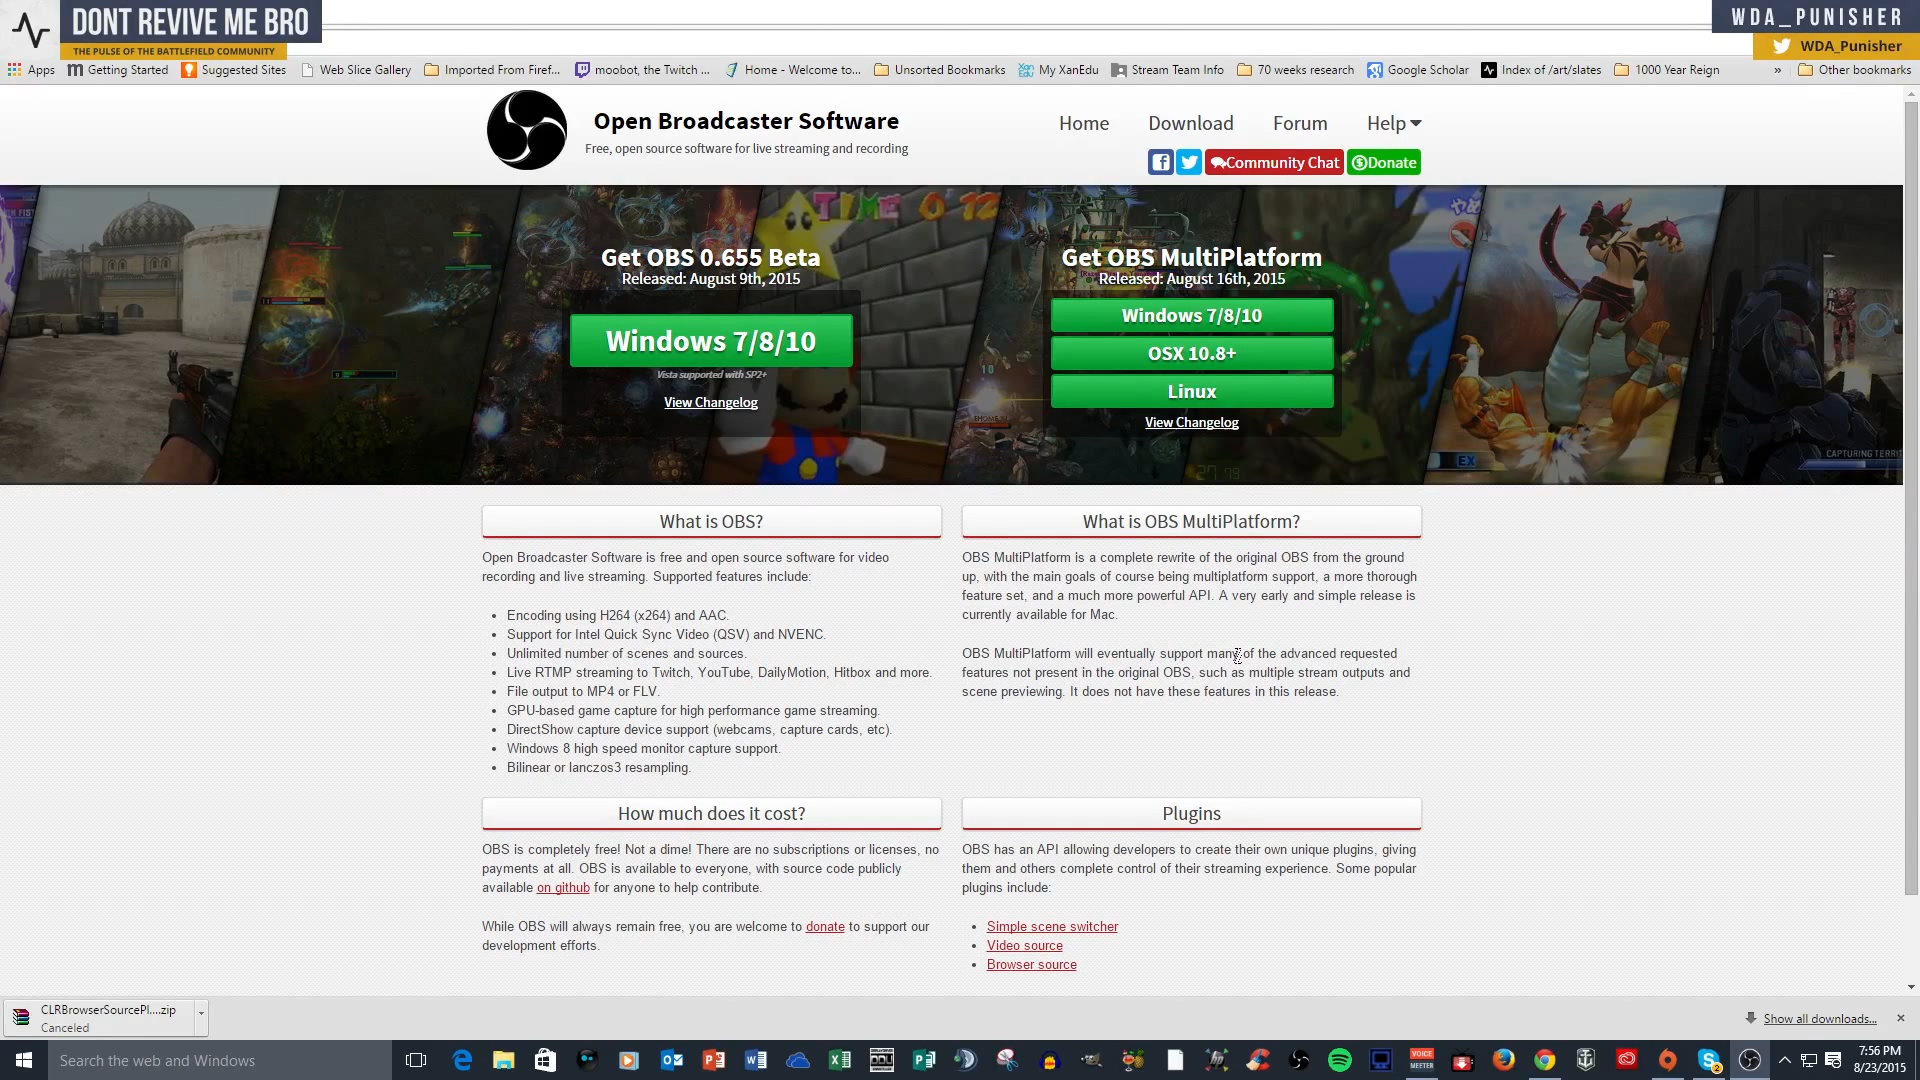 DONT REVIVE ME BRO
THE PULSE OF THE BATTLEFIELD COMMUNITY
WDA_PUNISHER
WDA_Punisher
Apps
Getting Started
Suggested Sites
Web Slice Gallery
Imported From Firef...
moobot, the Twitch ...
Home - Welcome to...
Unsorted Bookmarks
My XanEdu
Stream Team Info
70 weeks research
Google Scholar
Index of /art/slates
1000 Year Reign
»
Other bookmarks
Open Broadcaster Software
Free, open source software for live streaming and recording
Home
Download
Forum
Help
Community Chat
Donate
TIME 0'12
Get OBS 0.655 Beta
Released: August 9th, 2015
Windows 7/8/10
Vista supported with SP2+
View Changelog
Get OBS MultiPlatform
Released: August 16th, 2015
Windows 7/8/10
OSX 10.8+
Linux
View Changelog
EX
CAPTURING TERRI
What is OBS?
Open Broadcaster Software is free and open source software for video
recording and live streaming. Supported features include:
• Encoding using H264 (x264) and AAC.
• Support for Intel Quick Sync Video (QSV) and NVENC.
• Unlimited number of scenes and sources.
• Live RTMP streaming to Twitch, YouTube, DailyMotion, Hitbox and more.
• File output to MP4 or FLV.
• GPU-based game capture for high performance game streaming.
• DirectShow capture device support (webcams, capture cards, etc).
• Windows 8 high speed monitor capture support.
• Bilinear or lanczos3 resampling.
What is OBS MultiPlatform?
OBS MultiPlatform is a complete rewrite of the original OBS from the ground
up, with the main goals of course being multiplatform support, a more thorough
feature set, and a much more powerful API. A very early and simple release is
currently available for Mac.
OBS MultiPlatform will eventually support many of the advanced requested
features not present in the original OBS, such as multiple stream outputs and
scene previewing. It does not have these features in this release.
How much does it cost?
OBS is completely free! Not a dime! There are no subscriptions or licenses, no
payments at all. OBS is available to everyone, with source code publicly
available on github for anyone to help contribute.
While OBS will always remain free, you are welcome to donate to support our
development efforts.
Plugins
OBS has an API allowing developers to create their own unique plugins, giving
them and others complete control of their streaming experience. Some popular
plugins include:
• Simple scene switcher
• Video source
• Browser source
CLRBrowserSourcePl....zip
Canceled
Show all downloads...
Search the web and Windows
VOICE
MEETER
7:56 PM
8/23/2015